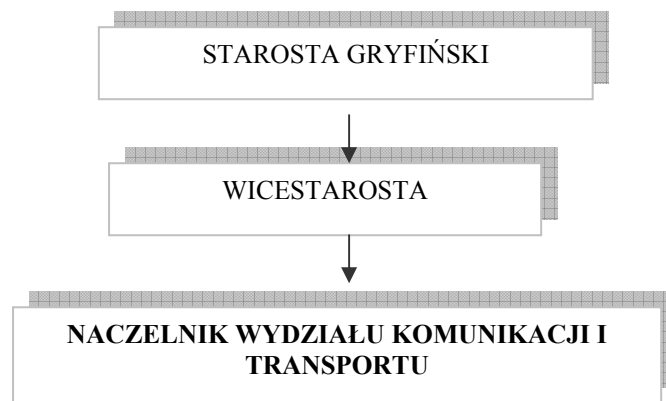 STAROSTA GRYFIŃSKI
WICESTAROSTA
NACZELNIK WYDZIAŁU KOMUNIKACJI I
TRANSPORTU